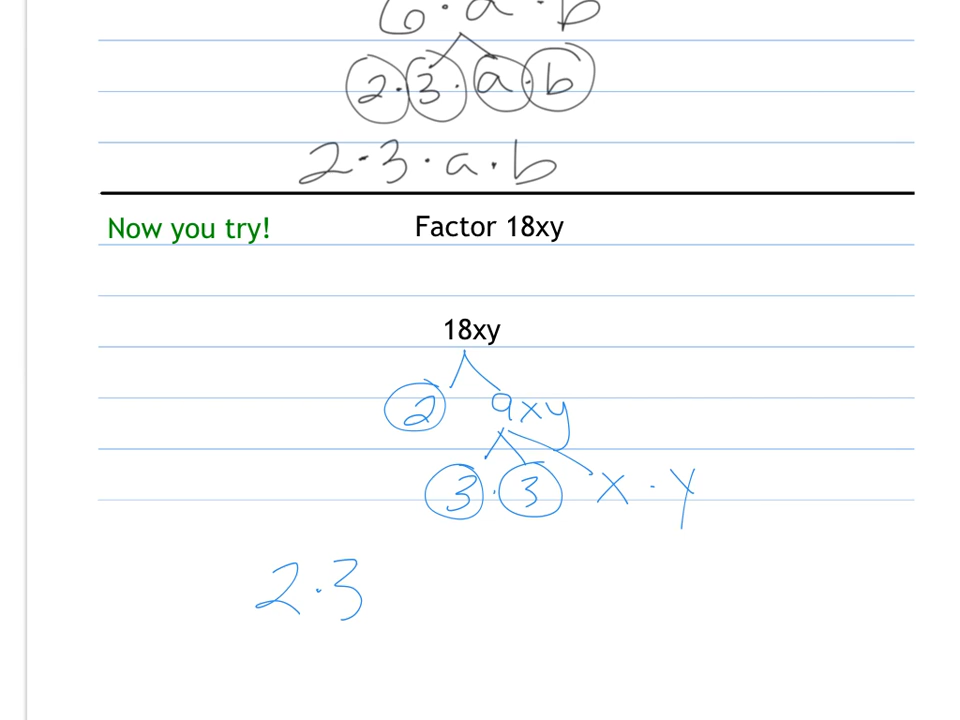 6 · a · b
2 · 3 · a · b
2 · 3 · a · b
Now you try! Factor 18xy
18xy
2 9xy
3 · 3 x · y
2 · 3